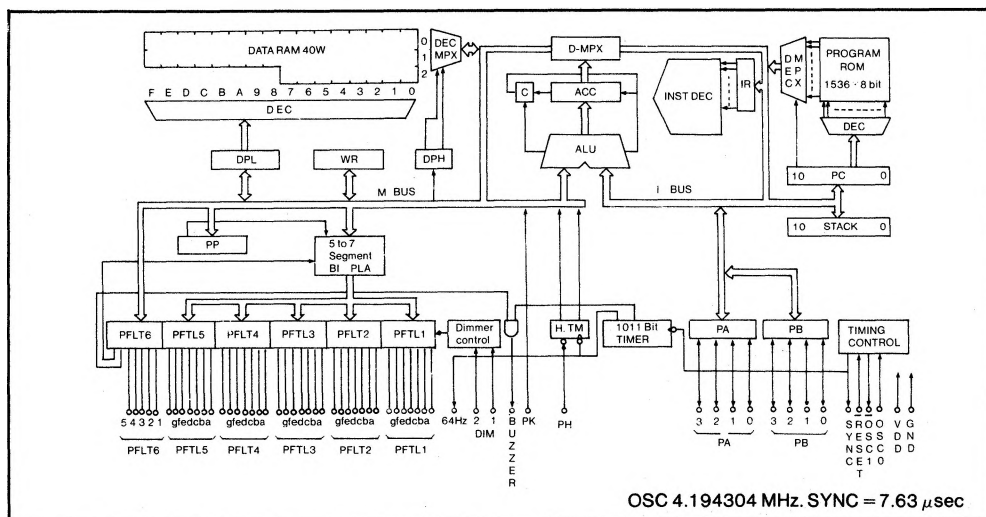 DATA RAM 40W
0
1
2
DEC
MPX
F E D C B A 9 8 7 6 5 4 3 2 1 0
DEC
DPL
WR
DPH
D-MPX
C
ACC
ALU
INST DEC
IR
D M
E P
C X
PROGRAM
ROM
1536 · 8 bit
DEC
10 PC 0
10 STACK 0
M BUS
I BUS
PP
5 to 7
Segment
BI PLA
PFLT6
PFTL5
PFLT4
PFTL3
PFLT2
PFTL1
Dimmer
control
H. TM
1011 Bit
TIMER
PA
PB
TIMING
CONTROL
5 4 3 2 1
gfedcba
gfedcba
gfedcba
gfedcba
gfedcba
PFLT6
PFLT5
PFLT4
PFLT3
PFLT2
PFLT1
64Hz
2 1
DIM
BUZZER
PK
PH
3 2 1 0
PA
3 2 1 0
PB
SYNC
RESET
OSC1
OSC0
VDD
GND
OSC 4.194304 MHz. SYNC = 7.63 μsec